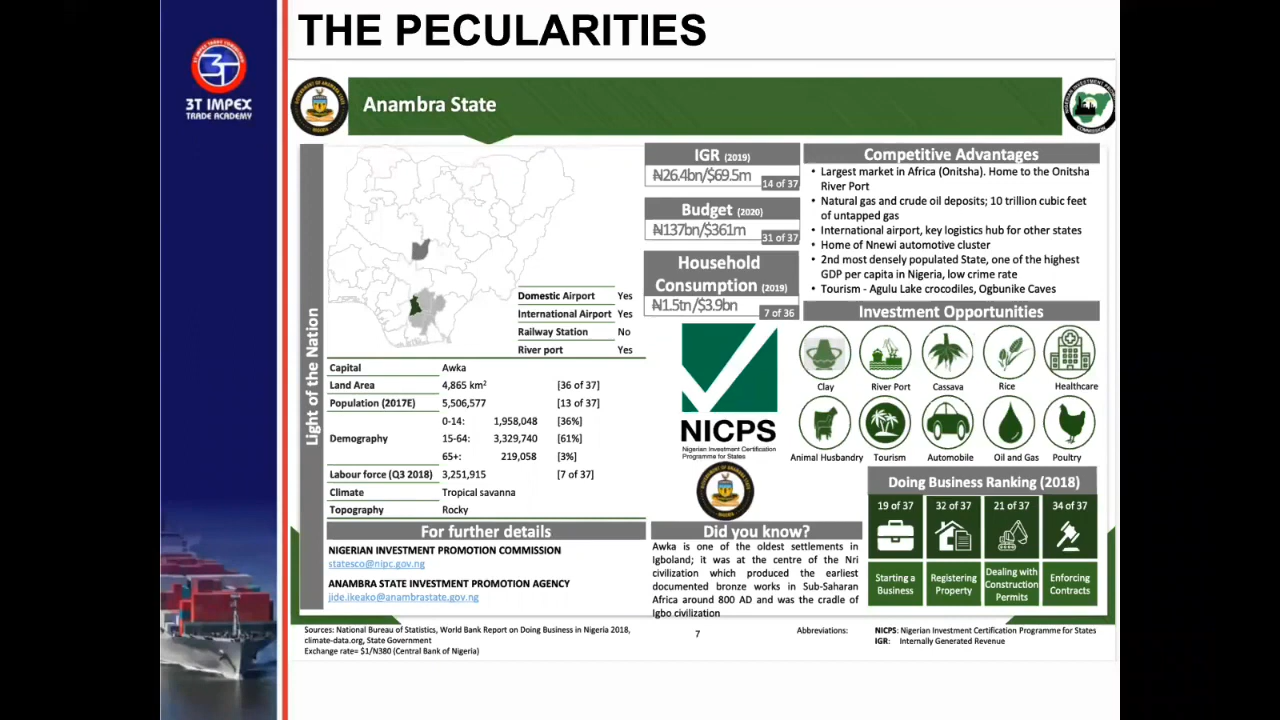 THE PECULARITIES
3T IMPEX
TRADE ACADEMY
Anambra State
Light of the Nation
Domestic Airport Yes
International Airport Yes
Railway Station No
River port Yes
Capital Awka
Land Area 4,865 km² [36 of 37]
Population (2017E) 5,506,577 [13 of 37]
Demography
0-14: 1,958,048 [36%]
15-64: 3,329,740 [61%]
65+: 219,058 [3%]
Labour force (Q3 2018) 3,251,915 [7 of 37]
Climate Tropical savanna
Topography Rocky
For further details
NIGERIAN INVESTMENT PROMOTION COMMISSION
statesco@nipc.gov.ng
ANAMBRA STATE INVESTMENT PROMOTION AGENCY
jide.ikeako@anambrastate.gov.ng
IGR (2019)
₦26.4bn/$69.5m
14 of 37
Budget (2020)
₦137bn/$361m
31 of 37
Household
Consumption (2019)
₦1.5tn/$3.9bn
7 of 36
NICPS
Nigerian Investment Certification
Programme for States
Did you know?
Awka is one of the oldest settlements in
Igboland; it was at the centre of the Nri
civilization which produced the earliest
documented bronze works in Sub-Saharan
Africa around 800 AD and was the cradle of
Igbo civilization
Competitive Advantages
• Largest market in Africa (Onitsha). Home to the Onitsha
River Port
• Natural gas and crude oil deposits; 10 trillion cubic feet
of untapped gas
• International airport, key logistics hub for other states
• Home of Nnewi automotive cluster
• 2nd most densely populated State, one of the highest
GDP per capita in Nigeria, low crime rate
• Tourism - Agulu Lake crocodiles, Ogbunike Caves
Investment Opportunities
Clay River Port Cassava Rice Healthcare
Animal Husbandry Tourism Automobile Oil and Gas Poultry
Doing Business Ranking (2018)
19 of 37 32 of 37 21 of 37 34 of 37
Starting a
Business
Registering
Property
Dealing with
Construction
Permits
Enforcing
Contracts
Sources: National Bureau of Statistics, World Bank Report on Doing Business in Nigeria 2018,
climate-data.org, State Government
Exchange rate= $1/N380 (Central Bank of Nigeria)
7
Abbreviations:
NICPS: Nigerian Investment Certification Programme for States
IGR: Internally Generated Revenue